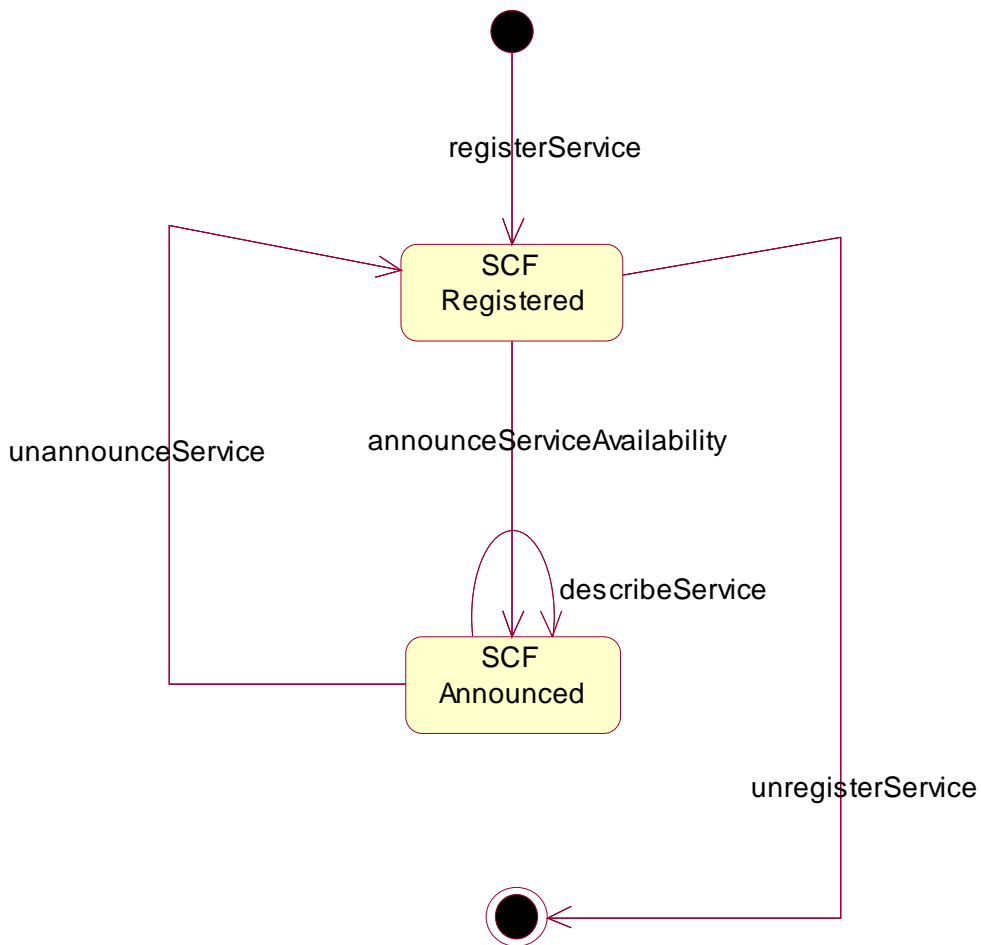 registerService
SCF
Registered
announceServiceAvailability
unannounceService
describeService
SCF
Announced
unregisterService